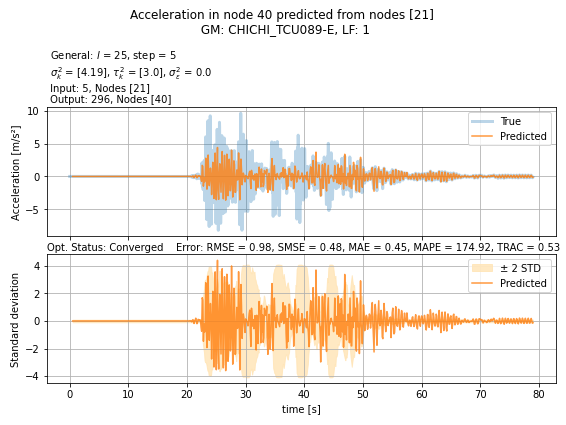 Acceleration in node 40 predicted from nodes [21]
GM: CHICHI_TCU089-E, LF: 1
General: l = 25, step = 5
σ²ₖ = [4.19], τ²ₖ = [3.0], σ²ε = 0.0
Input: 5, Nodes [21]
Output: 296, Nodes [40]
10
5
0
−5
Acceleration [m/s²]
True
Predicted
Opt. Status: Converged Error: RMSE = 0.98, SMSE = 0.48, MAE = 0.45, MAPE = 174.92, TRAC = 0.53
4
2
0
−2
−4
Standard deviation
± 2 STD
Predicted
0 10 20 30 40 50 60 70 80
time [s]